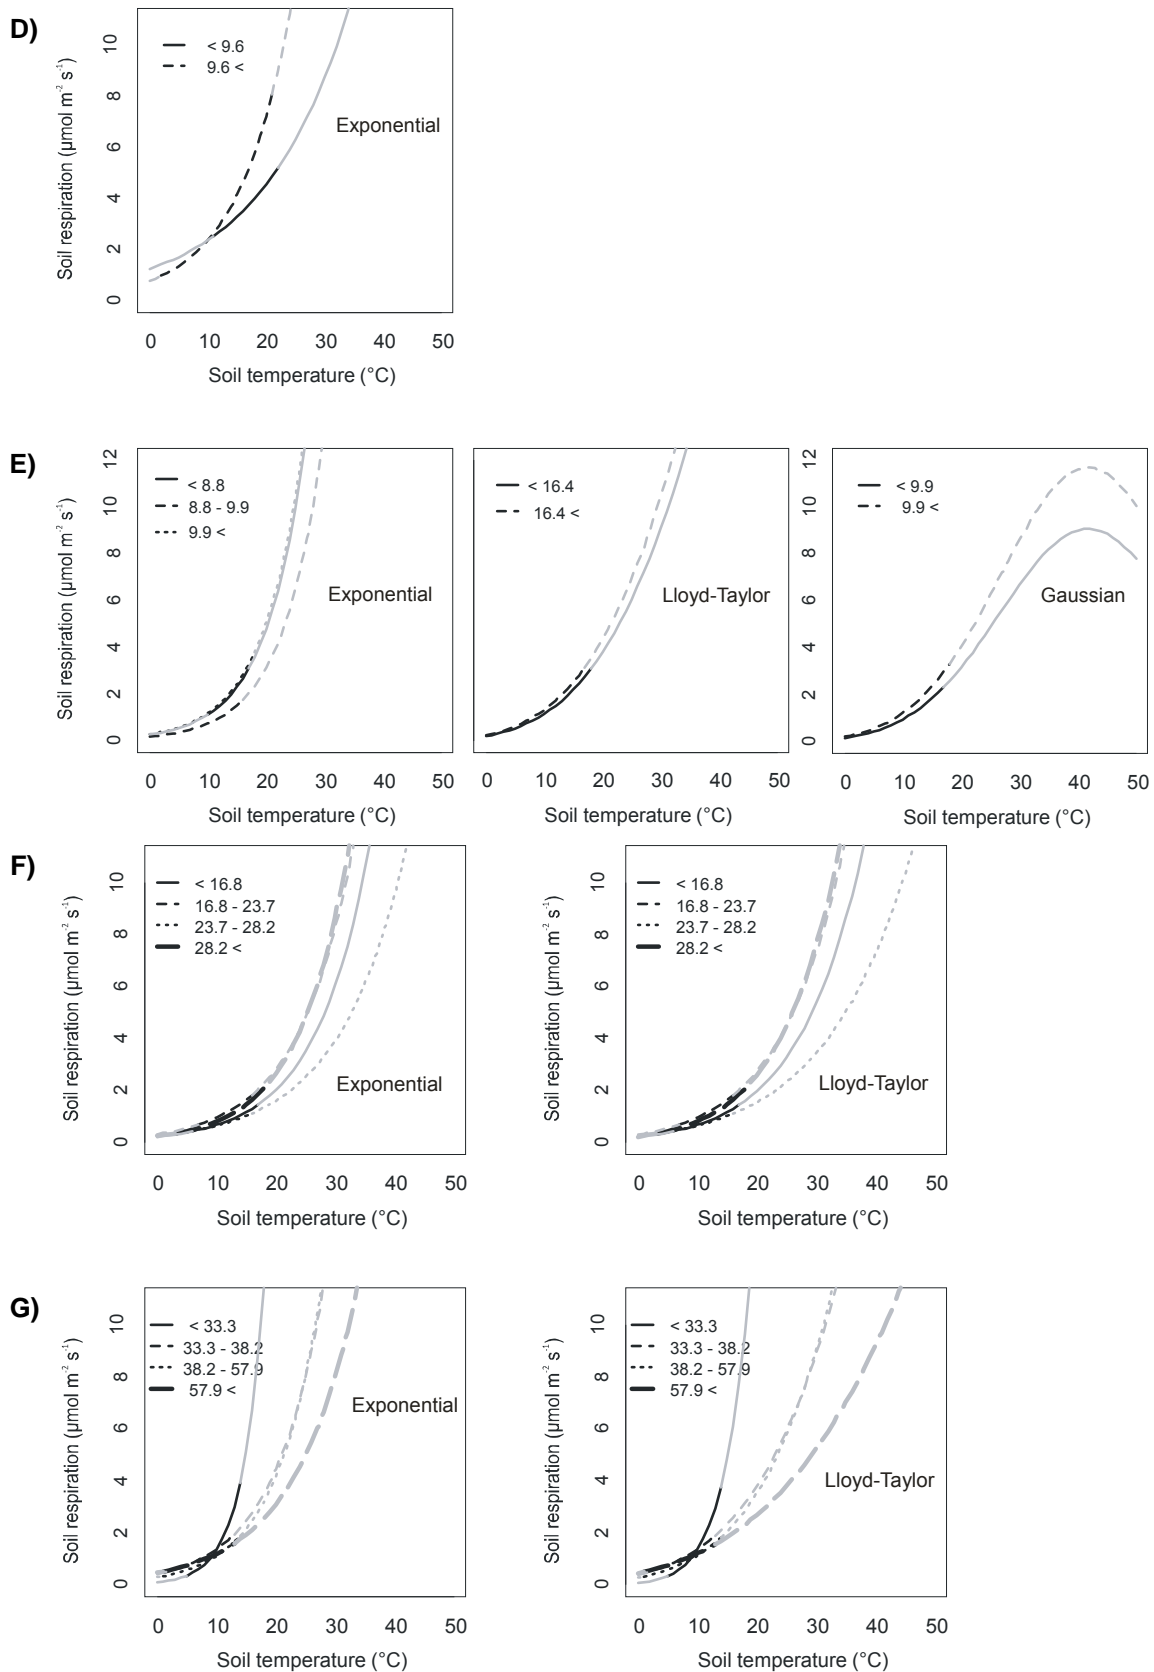 D)
Soil respiration (µmol m⁻² s⁻¹)
10
8
6
4
2
0
< 9.6
9.6 <
Exponential
0 10 20 30 40 50
Soil temperature (°C)
E)
Soil respiration (µmol m⁻² s⁻¹)
12
10
8
6
4
2
0
< 8.8
8.8 - 9.9
9.9 <
Exponential
0 10 20 30 40 50
Soil temperature (°C)
< 16.4
16.4 <
Lloyd-Taylor
0 10 20 30 40 50
Soil temperature (°C)
12
10
8
6
4
2
0
< 9.9
9.9 <
Gaussian
0 10 20 30 40 50
Soil temperature (°C)
F)
Soil respiration (µmol m⁻² s⁻¹)
10
8
6
4
2
0
< 16.8
16.8 - 23.7
23.7 - 28.2
28.2 <
Exponential
0 10 20 30 40 50
Soil temperature (°C)
Soil respiration (µmol m⁻² s⁻¹)
10
8
6
4
2
0
< 16.8
16.8 - 23.7
23.7 - 28.2
28.2 <
Lloyd-Taylor
0 10 20 30 40 50
Soil temperature (°C)
G)
Soil respiration (µmol m⁻² s⁻¹)
10
8
6
4
2
0
< 33.3
33.3 - 38.2
38.2 - 57.9
57.9 <
Exponential
0 10 20 30 40 50
Soil temperature (°C)
Soil respiration (µmol m⁻² s⁻¹)
10
8
6
4
2
0
< 33.3
33.3 - 38.2
38.2 - 57.9
57.9 <
Lloyd-Taylor
0 10 20 30 40 50
Soil temperature (°C)